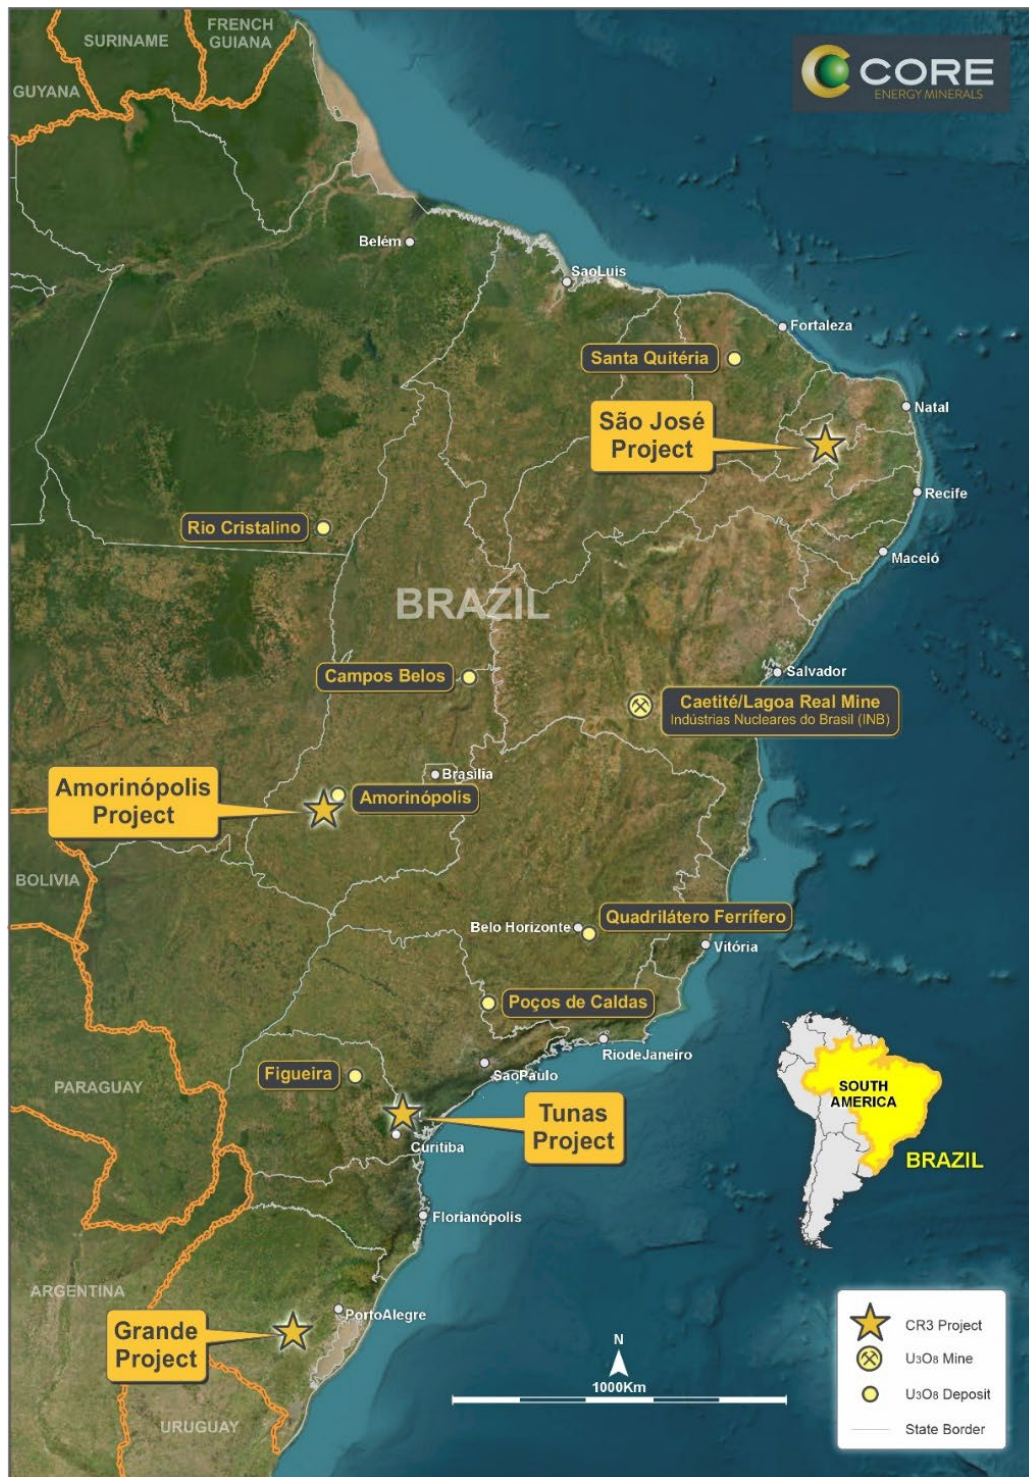 SURINAME
FRENCH
GUIANA
GUYANA
CORE
ENERGY MINERALS
Belém
SaoLuis
Fortaleza
Santa Quitéria
Natal
São José
Project
Recife
Rio Cristalino
Maceió
BRAZIL
Campos Belos
Salvador
Caetité/Lagoa Real Mine
Indústrias Nucleares do Brasil (INB)
Brasilia
Amorinópolis
Project
Amorinópolis
BOLIVIA
Quadrilátero Ferrífero
Belo Horizonte
Vitória
Poços de Caldas
RiodeJaneiro
SaoPaulo
Figueira
PARAGUAY
Tunas
Project
Curitiba
SOUTH
AMERICA
BRAZIL
Florianópolis
ARGENTINA
PortoAlegre
Grande
Project
URUGUAY
N
1000Km
CR3 Project
U3O8 Mine
U3O8 Deposit
State Border